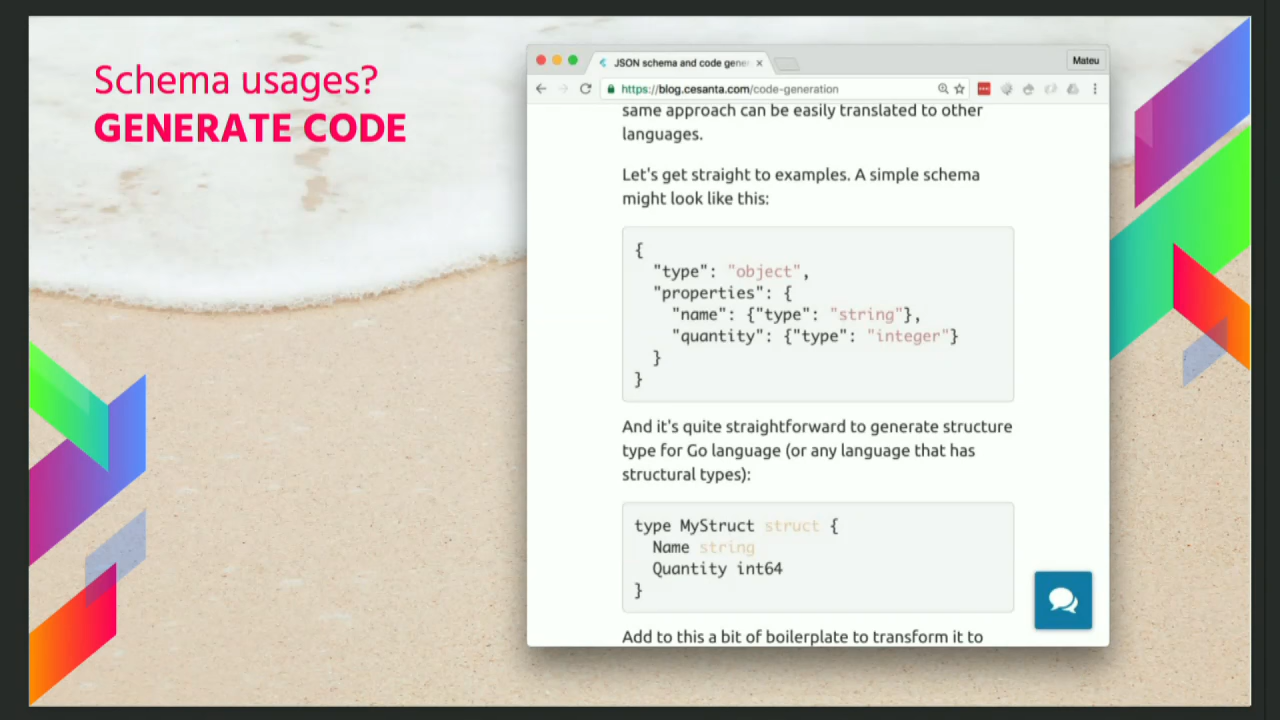 Schema usages?
GENERATE CODE
JSON schema and code gene
Mateu
https://blog.cesanta.com/code-generation
same approach can be easily translated to other
languages.
Let's get straight to examples. A simple schema
might look like this:
{
"type": "object",
"properties": {
"name": {"type": "string"},
"quantity": {"type": "integer"}
}
}
And it's quite straightforward to generate structure
type for Go language (or any language that has
structural types):
type MyStruct struct {
Name string
Quantity int64
}
Add to this a bit of boilerplate to transform it to